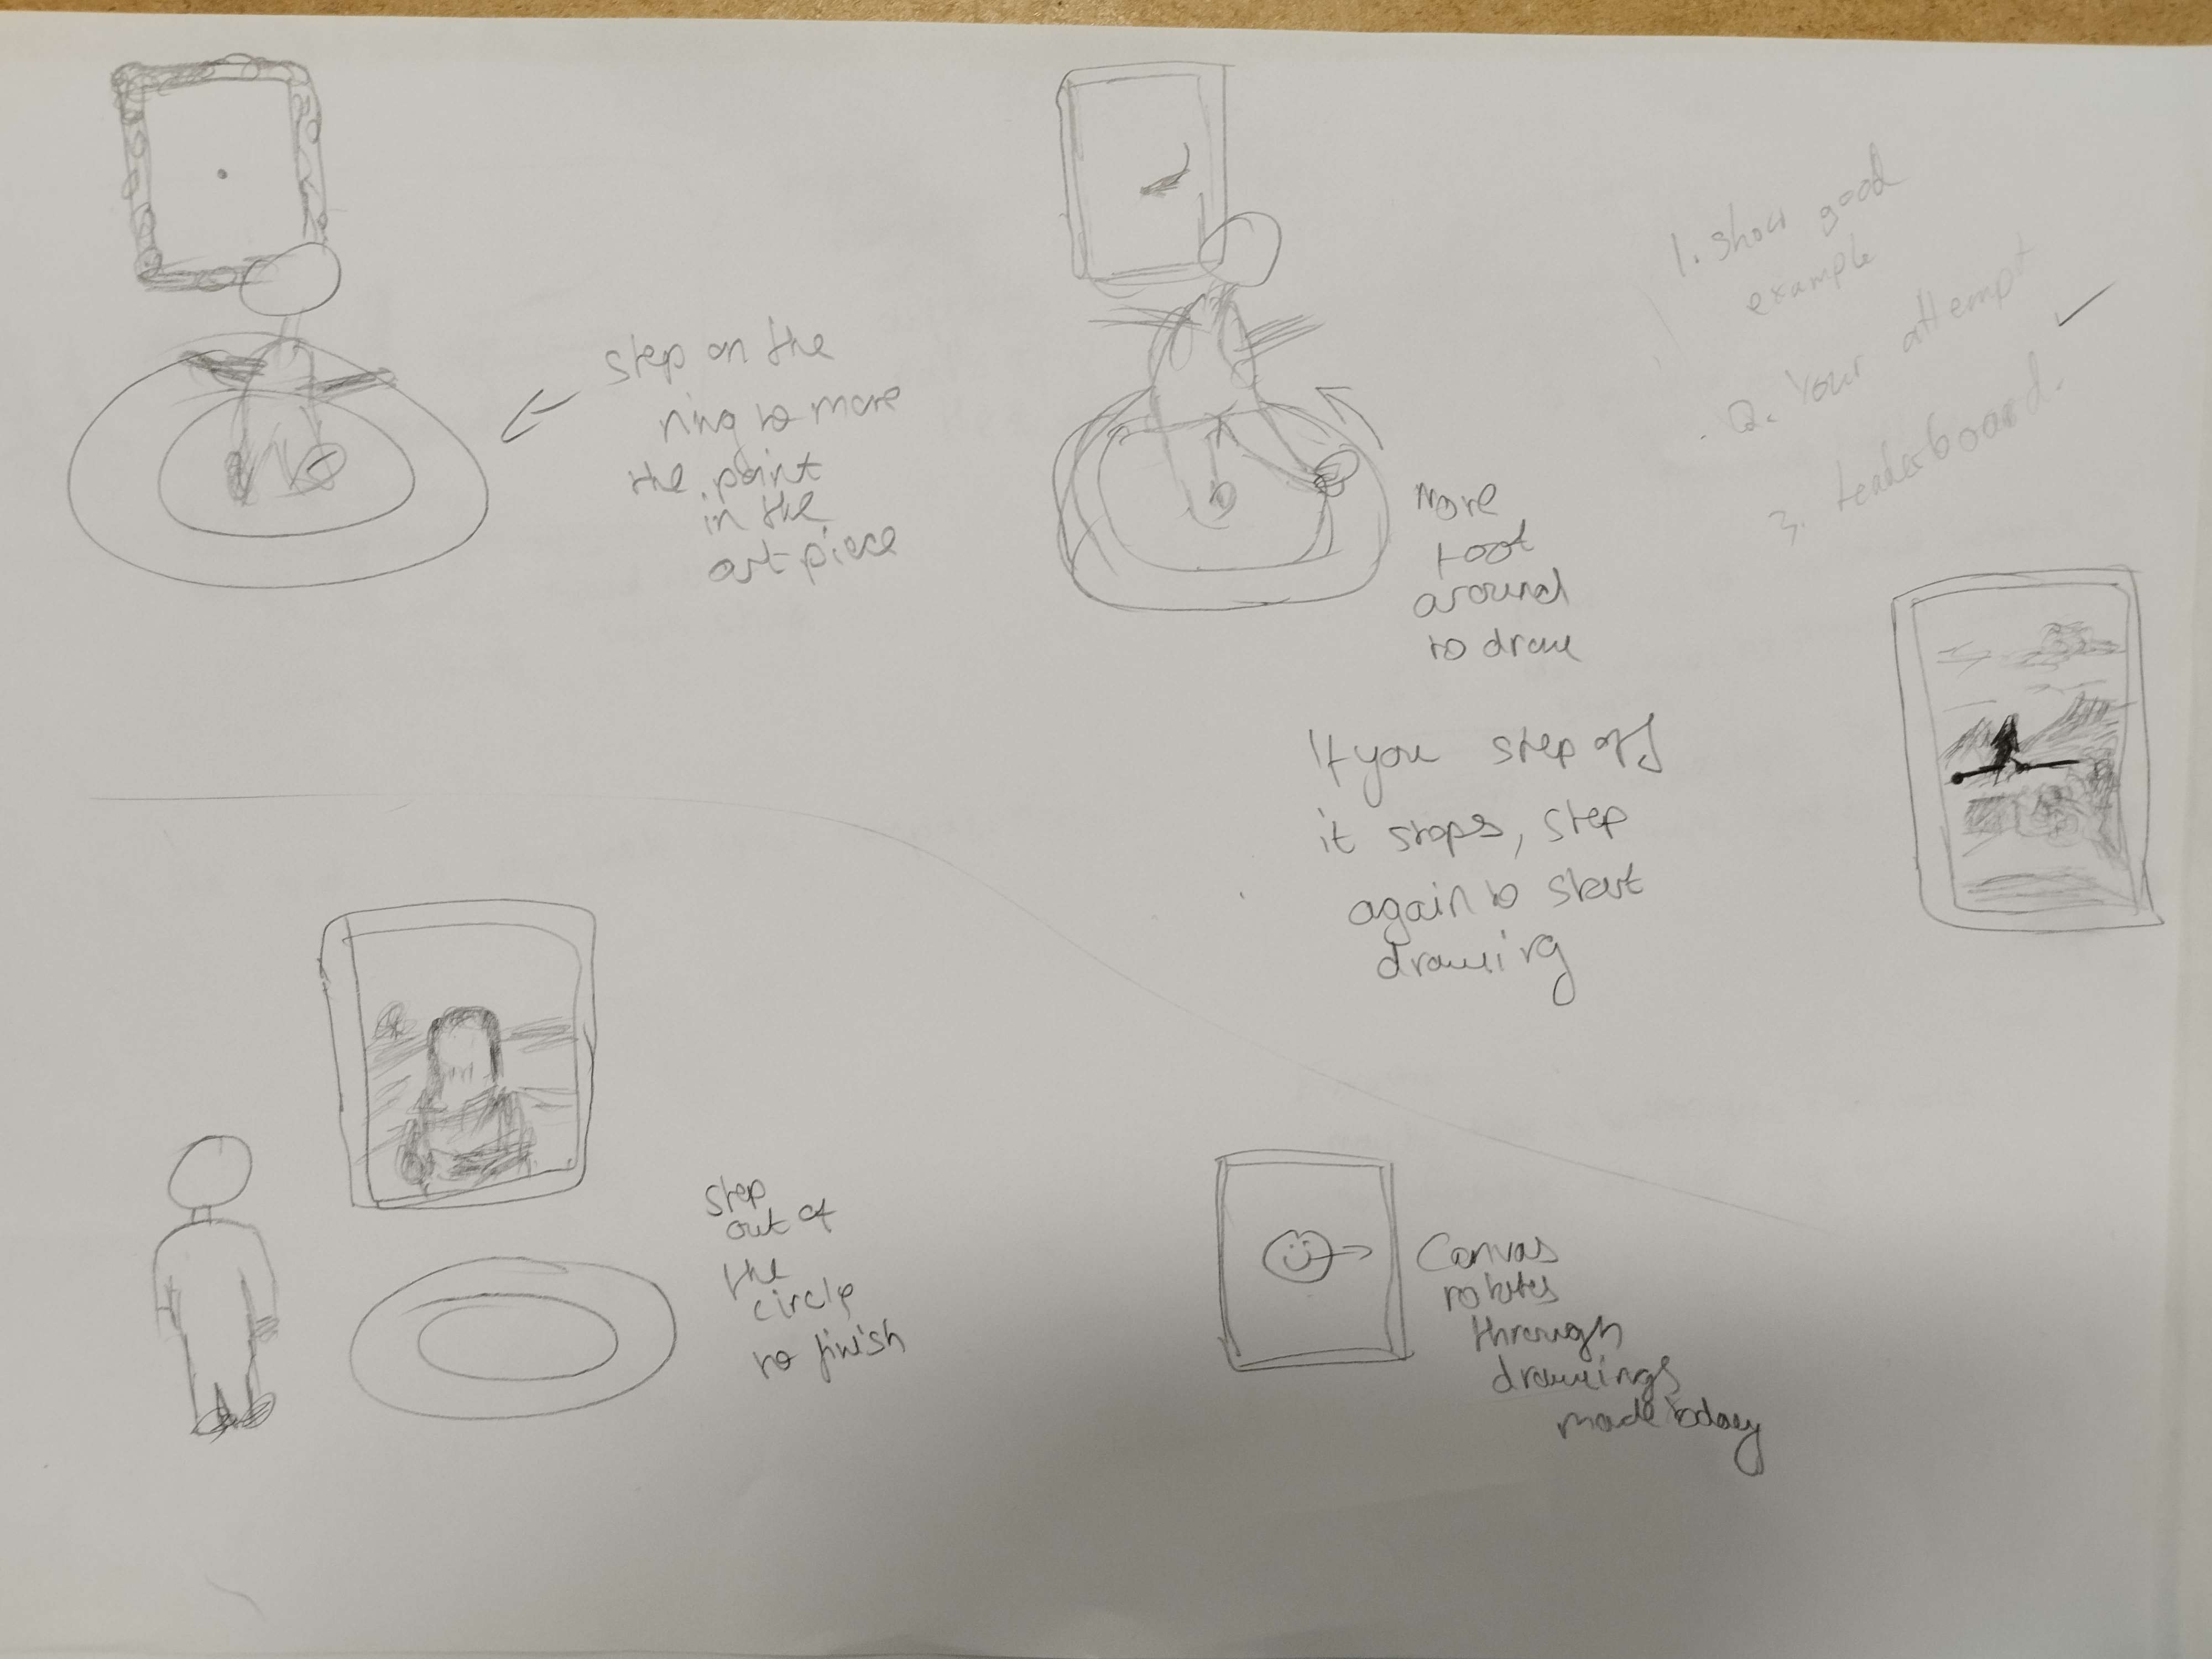 step on the
ring to move
the point
in the
art piece
move
foot
around
to draw
1. show good
example
2. Your attempt
3. Leaderboard.
If you step off
it stops, step
again to start
drawing
step
out of
the
circle
to finish
Canvas
rotates
through
drawings
made today